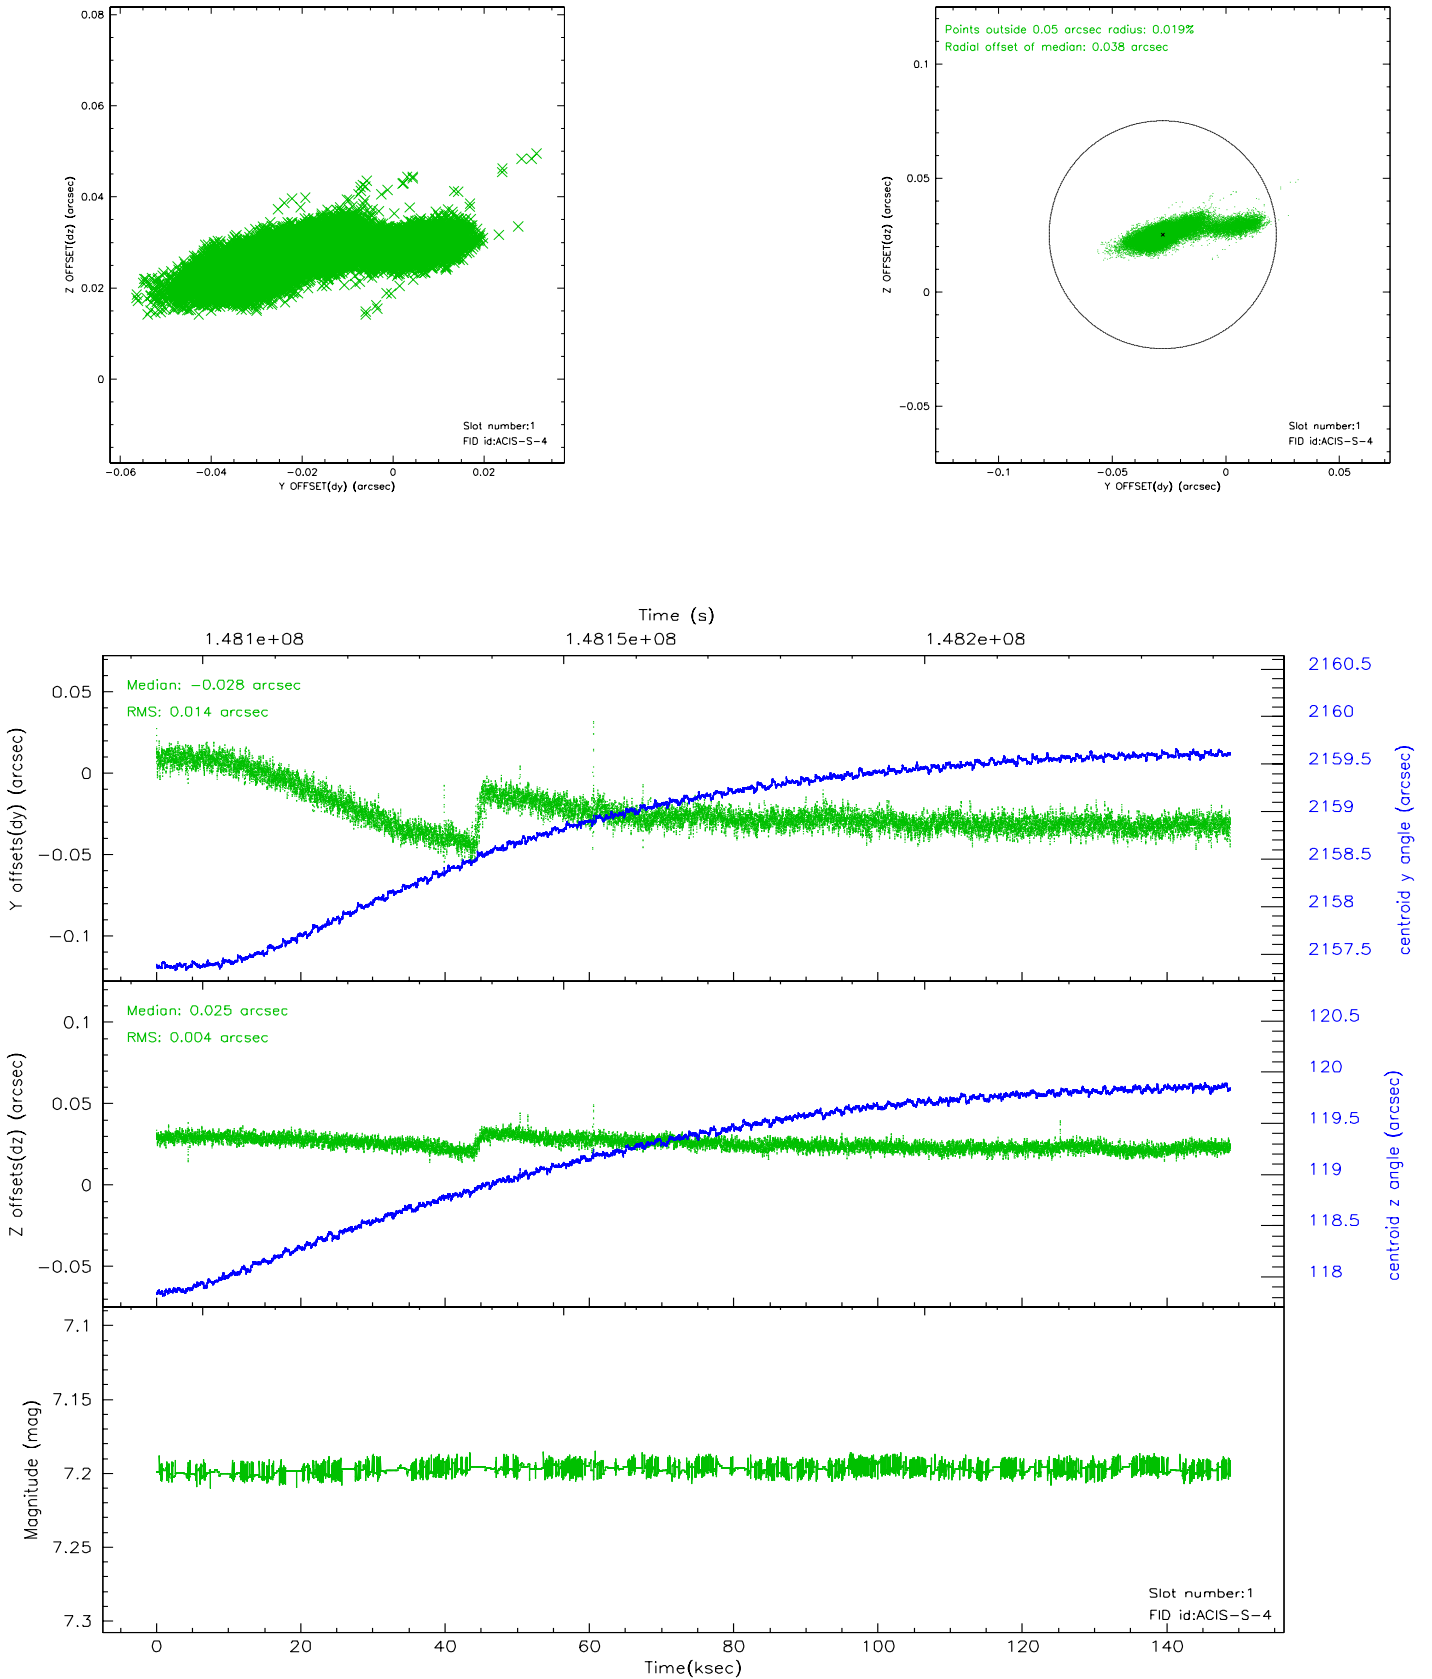 0.08
0.06
0.04
0.02
0
Z OFFSET(dz) (arcsec)
-0.06
-0.04
-0.02
0
0.02
Y OFFSET(dy) (arcsec)
Slot number:1
FID id:ACIS-S-4
Points outside 0.05 arcsec radius: 0.019%
Radial offset of median: 0.038 arcsec
0.1
0.05
0
-0.05
Z OFFSET(dz) (arcsec)
-0.1
-0.05
0
0.05
Y OFFSET(dy) (arcsec)
Slot number:1
FID id:ACIS-S-4
Time (s)
1.481e+08
1.4815e+08
1.482e+08
Median: -0.028 arcsec
RMS: 0.014 arcsec
0.05
0
-0.05
-0.1
Y offsets(dy) (arcsec)
2160.5
2160
2159.5
2159
2158.5
2158
2157.5
centroid y angle (arcsec)
Median: 0.025 arcsec
RMS: 0.004 arcsec
0.1
0.05
0
-0.05
Z offsets(dz) (arcsec)
120.5
120
119.5
119
118.5
118
centroid z angle (arcsec)
7.1
7.15
7.2
7.25
7.3
Magnitude (mag)
Slot number:1
FID id:ACIS-S-4
0
20
40
60
80
100
120
140
Time(ksec)